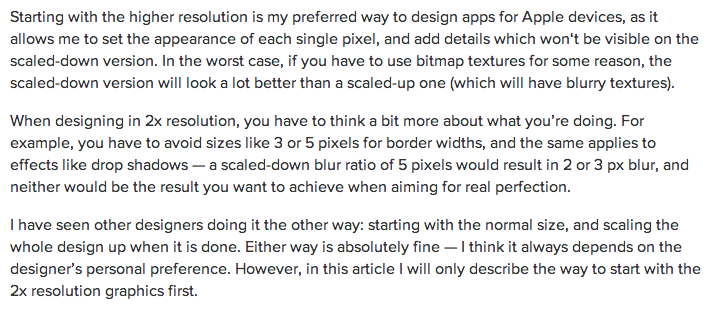 Starting with the higher resolution is my preferred way to design apps for Apple devices, as it
allows me to set the appearance of each single pixel, and add details which won‘t be visible on the
scaled-down version. In the worst case, if you have to use bitmap textures for some reason, the
scaled-down version will look a lot better than a scaled-up one (which will have blurry textures).
When designing in 2x resolution, you have to think a bit more about what you’re doing. For
example, you have to avoid sizes like 3 or 5 pixels for border widths, and the same applies to
effects like drop shadows — a scaled-down blur ratio of 5 pixels would result in 2 or 3 px blur, and
neither would be the result you want to achieve when aiming for real perfection.
I have seen other designers doing it the other way: starting with the normal size, and scaling the
whole design up when it is done. Either way is absolutely fine — I think it always depends on the
designer’s personal preference. However, in this article I will only describe the way to start with the
2x resolution graphics first.